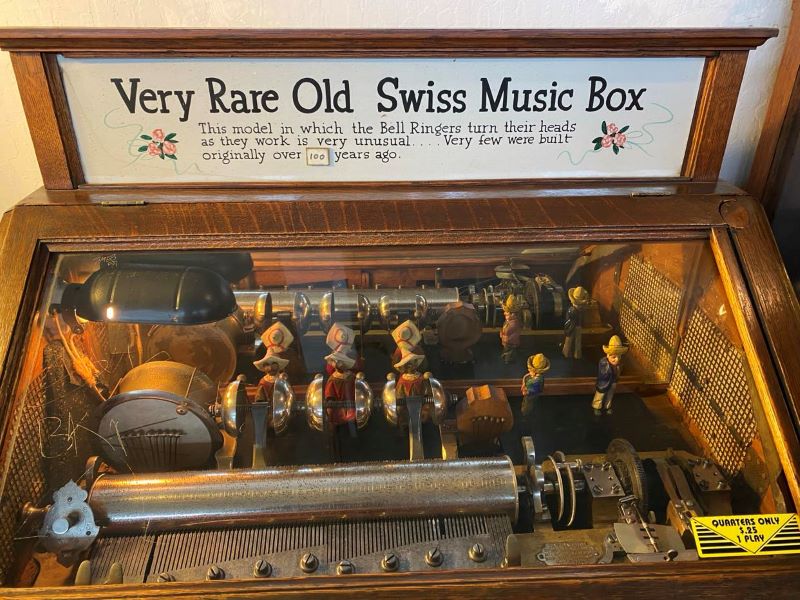 Very Rare Old Swiss Music Box
This model in which the Bell Ringers turn their heads
as they work is very unusual.... Very few were built
originally over 100 years ago.
QUARTERS ONLY
$.25
1 PLAY